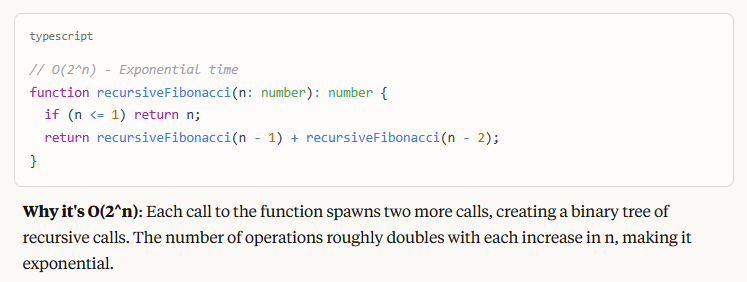 typescript
// O(2^n) - Exponential time
function recursiveFibonacci(n: number): number {
  if (n <= 1) return n;
  return recursiveFibonacci(n - 1) + recursiveFibonacci(n - 2);
}
Why it's O(2^n): Each call to the function spawns two more calls, creating a binary tree of
recursive calls. The number of operations roughly doubles with each increase in n, making it
exponential.